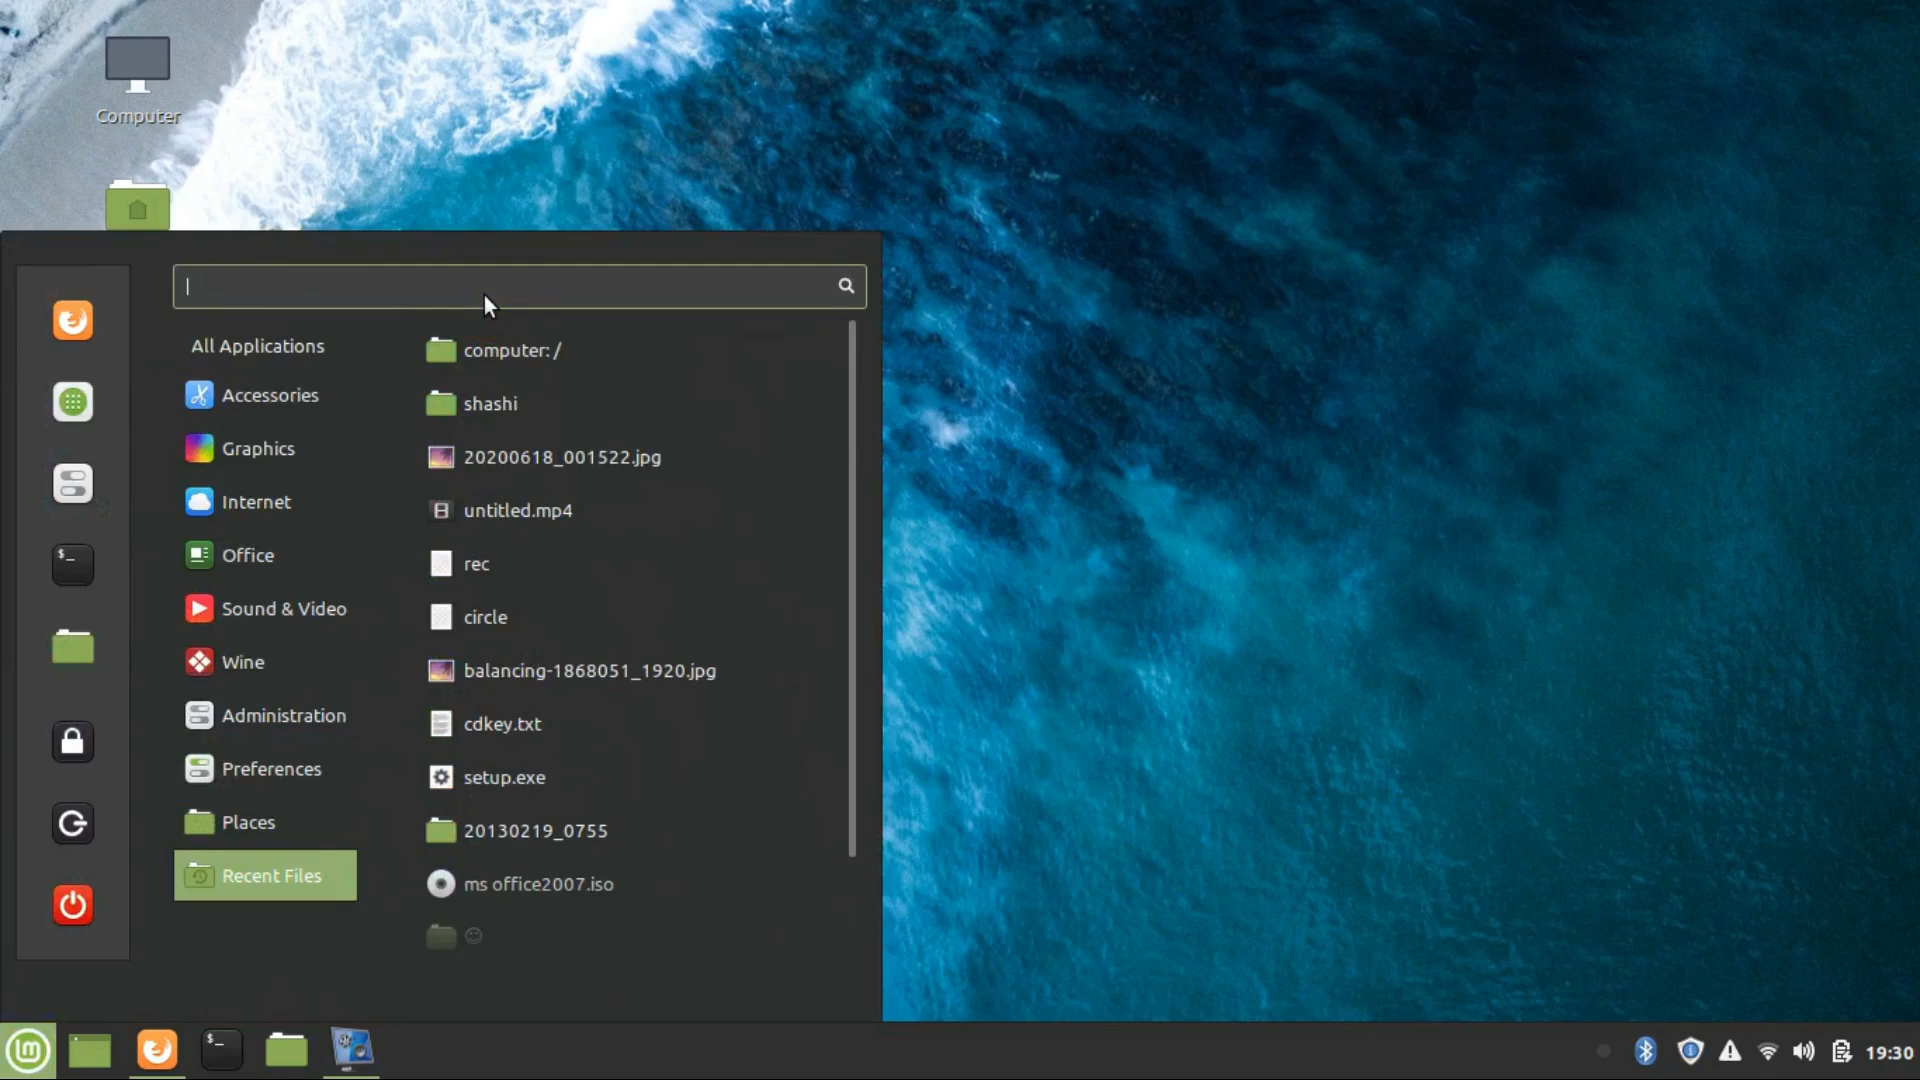 Computer
All Applications
Accessories
Graphics
Internet
Office
Sound & Video
Wine
Administration
Preferences
Places
Recent Files
computer: /
shashi
20200618_001522.jpg
untitled.mp4
rec
circle
balancing-1868051_1920.jpg
cdkey.txt
setup.exe
20130219_0755
ms office2007.iso
☺
$_
$_
19:30